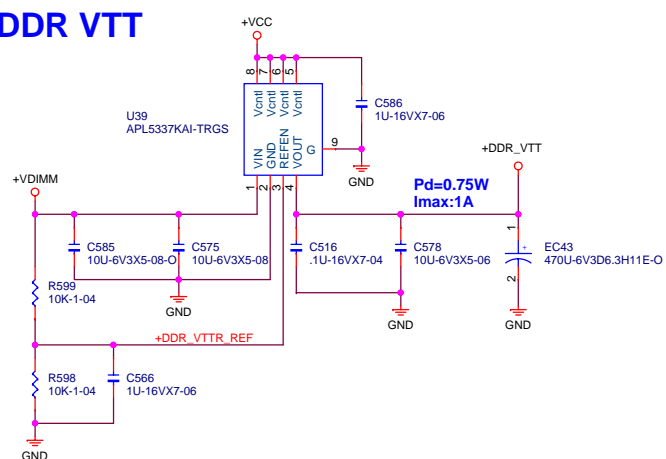 DDR VTT
+VCC
8
7
6
5
Vcntl
Vcntl
Vcntl
Vcntl
U39
APL5337KAI-TRGS
VIN
GND
REFEN
VOUT
G
9
1
2
3
4
C586
1U-16VX7-06
GND
+DDR_VTT
Pd=0.75W
Imax:1A
+VDIMM
C585
10U-6V3X5-08-O
C575
10U-6V3X5-08
GND
C516
.1U-16VX7-04
C578
10U-6V3X5-06
GND
1
+
2
EC43
470U-6V3D6.3H11E-O
GND
R599
10K-1-04
+DDR_VTTR_REF
R598
10K-1-04
C566
1U-16VX7-06
GND